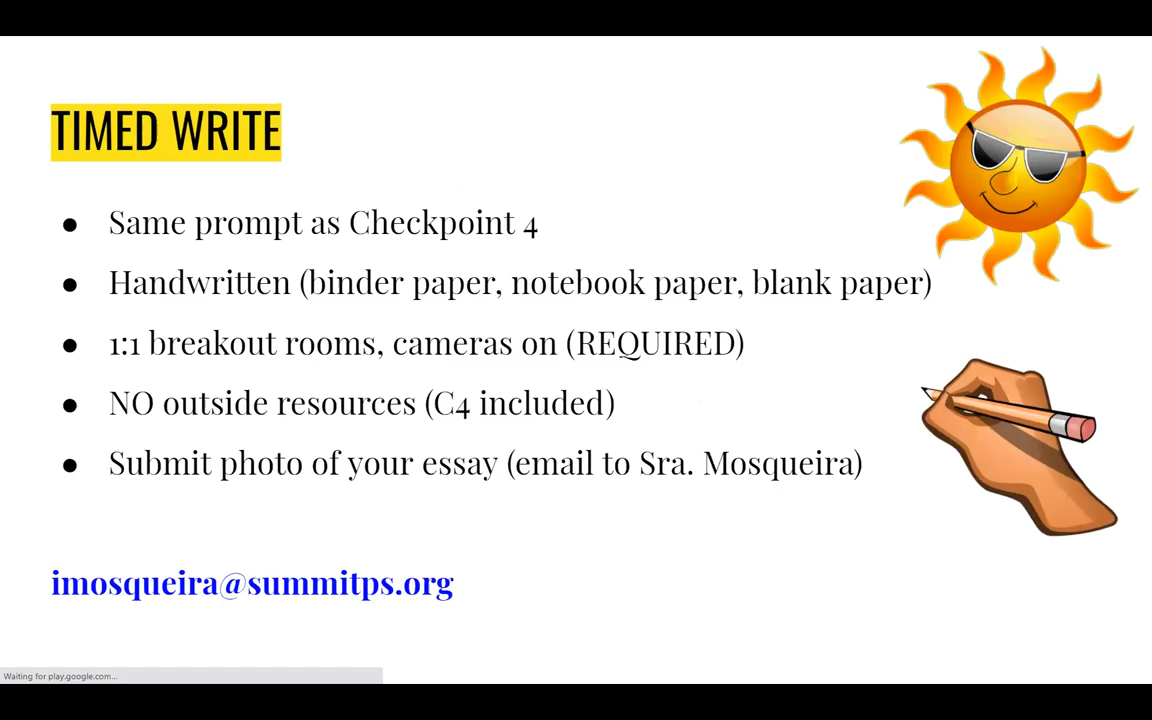 TIMED WRITE
● Same prompt as Checkpoint 4
● Handwritten (binder paper, notebook paper, blank paper)
● 1:1 breakout rooms, cameras on (REQUIRED)
● NO outside resources (C4 included)
● Submit photo of your essay (email to Sra. Mosqueira)
imosqueira@summitps.org
Waiting for play.google.com...